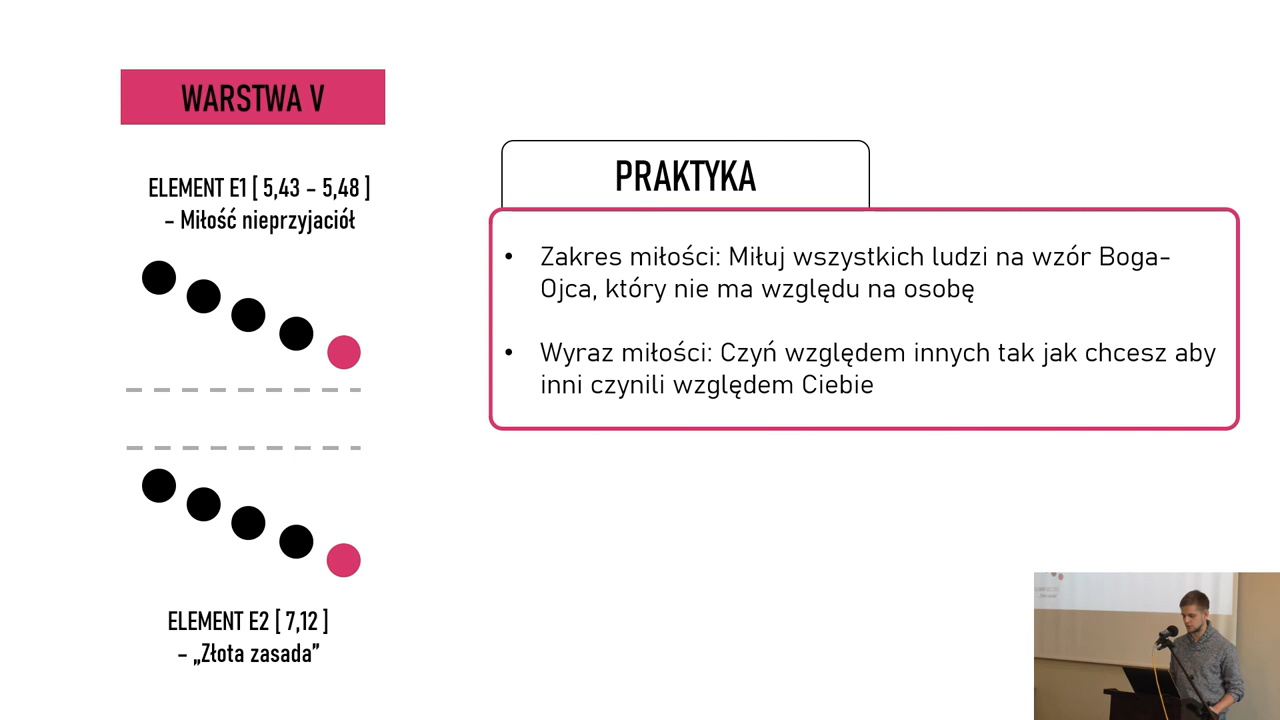 WARSTWA V
ELEMENT E1 [ 5,43 – 5,48 ]
– Miłość nieprzyjaciół
ELEMENT E2 [ 7,12 ]
– „Złota zasada”
PRAKTYKA
• Zakres miłości: Miłuj wszystkich ludzi na wzór Boga-
Ojca, który nie ma względu na osobę
• Wyraz miłości: Czyń względem innych tak jak chcesz aby
inni czynili względem Ciebie